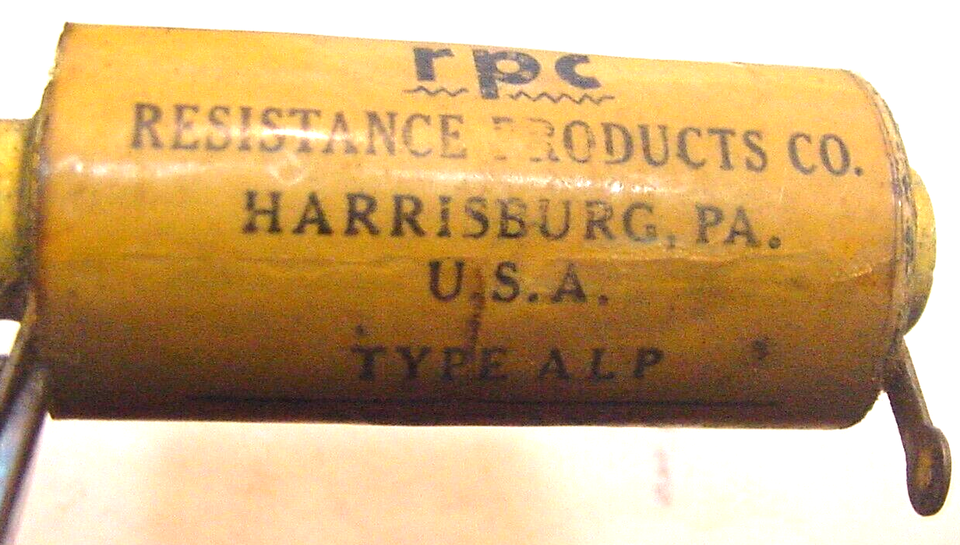 rpc
RESISTANCE PRODUCTS CO.
HARRISBURG, PA.
U.S.A.
TYPE ALP